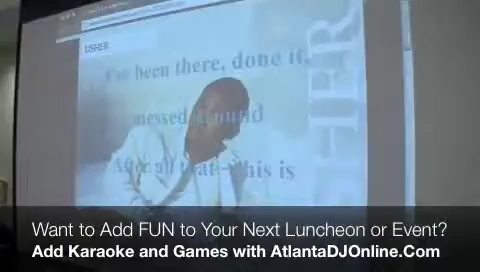 USHER
I've been there, done it,
messed around
After all that - this is
USHER
Want to Add FUN to Your Next Luncheon or Event?
Add Karaoke and Games with AtlantaDJOnline.Com